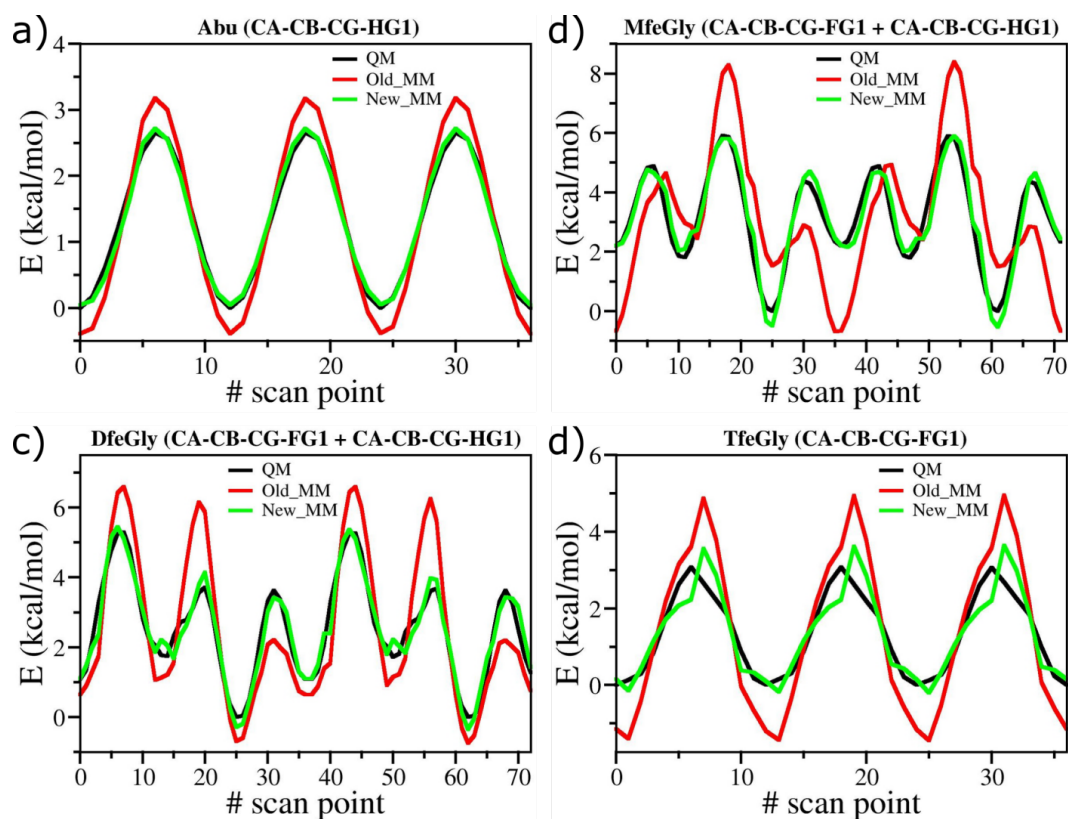 a)
Abu (CA-CB-CG-HG1)
QM
Old_MM
New_MM
E (kcal/mol)
4
3
2
1
0
0 10 20 30
# scan point
d)
MfeGly (CA-CB-CG-FG1 + CA-CB-CG-HG1)
QM
Old_MM
New_MM
E (kcal/mol)
8
6
4
2
0
0 10 20 30 40 50 60 70
# scan point
c)
DfeGly (CA-CB-CG-FG1 + CA-CB-CG-HG1)
QM
Old_MM
New_MM
E (kcal/mol)
6
4
2
0
0 10 20 30 40 50 60 70
# scan point
d)
TfeGly (CA-CB-CG-FG1)
QM
Old_MM
New_MM
E (kcal/mol)
6
4
2
0
0 10 20 30
# scan point